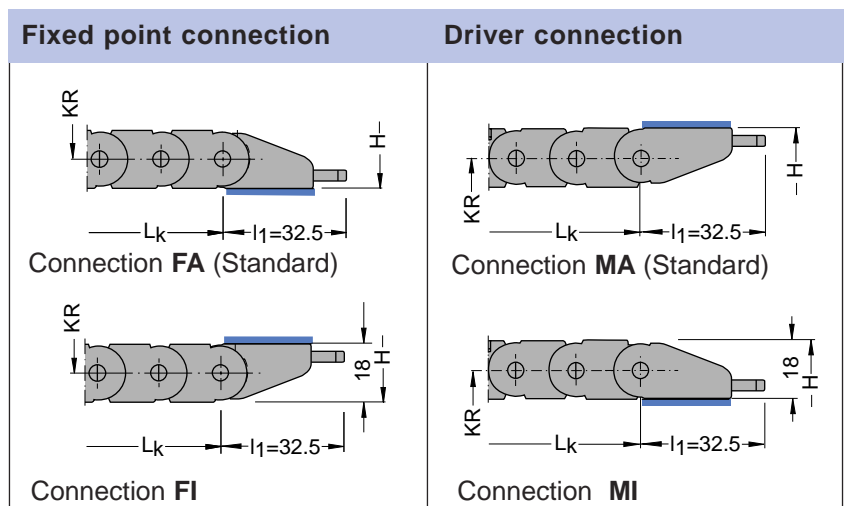 Fixed point connection
Driver connection
KR
H
Lk
l1=32.5
Connection FA (Standard)
KR
H
Lk
l1=32.5
Connection MA (Standard)
KR
18
H
Lk
l1=32.5
Connection FI
KR
18
H
Lk
l1=32.5
Connection MI